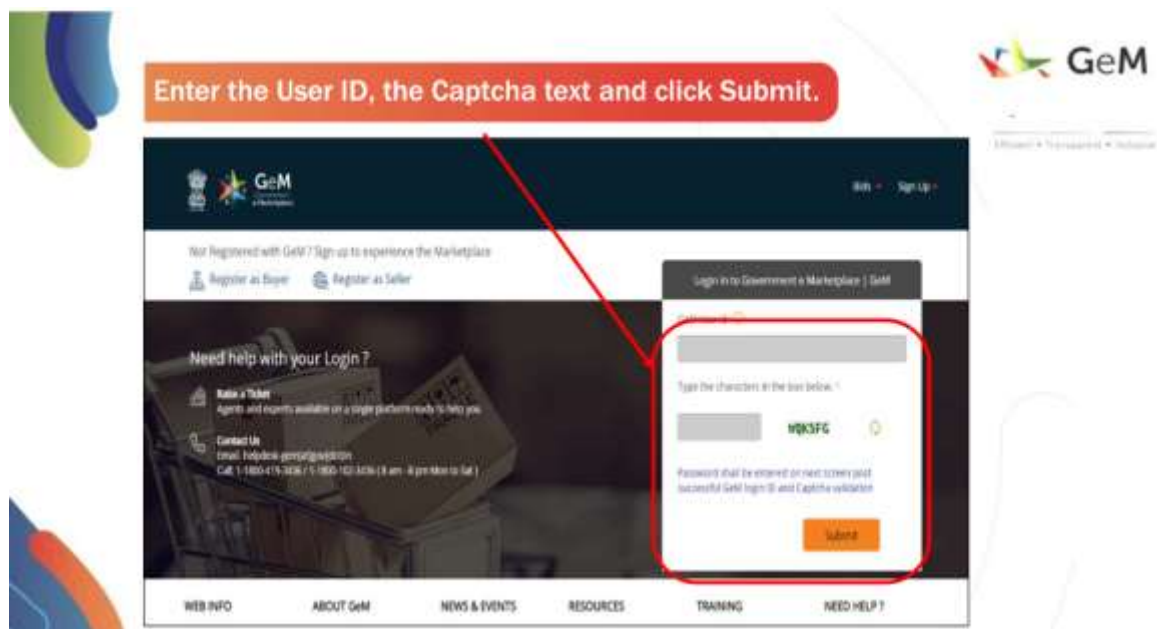 GeM
Enter the User ID, the Captcha text and click Submit.
GeM
Sign Up
Not Registered with GeM? Sign up to experience the Marketplace
Register as Buyer
Register as Seller
Login in to Government e Marketplace | GeM
Need help with your Login ?
Type the characters in the box below. *
Raise a Ticket
Agents and experts available on a single platform ready to help you
Contact Us
Password shall be entered on next screen post
successful GeM login ID and Captcha validation
Submit
WEB INFO
ABOUT GeM
NEWS & EVENTS
RESOURCES
TRAINING
NEED HELP ?